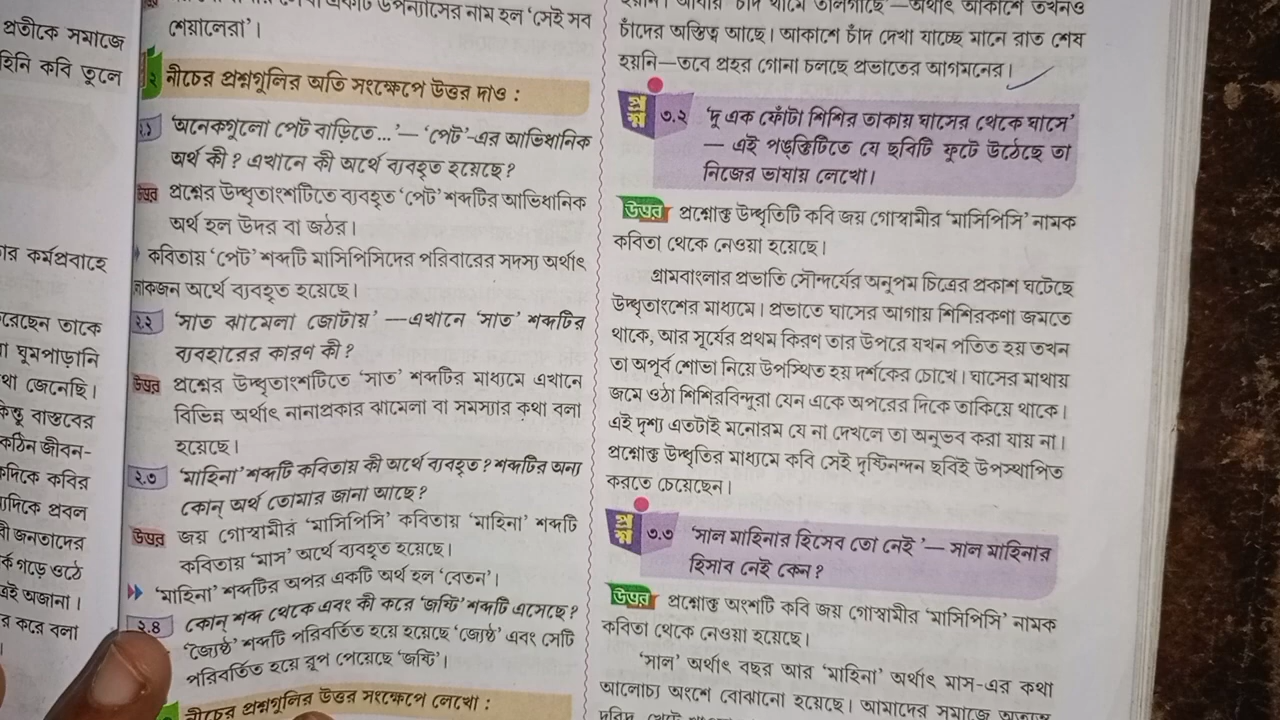 প্রতীকে সমাজে
হিনি কবি তুলে
র কর্মপ্রবাহে
রেছেন তাকে
ঘুমপাড়ানি
থা জেনেছি।
কিন্তু বাস্তবের
কঠিন জীবন-
কদিকে কবির
দিকে প্রবল
জনতাদের
গড়ে ওঠে
অজানা।
র করে বলা
একটি উপন্যাসের নাম হল ‘সেই সব
শেয়ালেরা’।
২ নীচের প্রশ্নগুলির অতি সংক্ষেপে উত্তর দাও :
২.১ ‘অনেকগুলো পেট বাড়িতে...’— ‘পেট’-এর আভিধানিক
অর্থ কী? এখানে কী অর্থে ব্যবহৃত হয়েছে?
উত্তর প্রশ্নের উদ্ধৃতাংশটিতে ব্যবহৃত ‘পেট’ শব্দটির আভিধানিক
অর্থ হল উদর বা জঠর।
কবিতায় ‘পেট’ শব্দটি মাসিপিসিদের পরিবারের সদস্য অর্থাৎ
লোকজন অর্থে ব্যবহৃত হয়েছে।
২.২ ‘সাত ঝামেলা জোটায়’ —এখানে ‘সাত’ শব্দটির
ব্যবহারের কারণ কী?
উত্তর প্রশ্নের উদ্ধৃতাংশটিতে ‘সাত’ শব্দটির মাধ্যমে এখানে
বিভিন্ন অর্থাৎ নানাপ্রকার ঝামেলা বা সমস্যার কথা বলা
হয়েছে।
২.৩ ‘মাহিনা’ শব্দটি কবিতায় কী অর্থে ব্যবহৃত? শব্দটির অন্য
কোন্ অর্থ তোমার জানা আছে?
উত্তর জয় গোস্বামীর ‘মাসিপিসি’ কবিতায় ‘মাহিনা’ শব্দটি
কবিতায় ‘মাস’ অর্থে ব্যবহৃত হয়েছে।
‘মাহিনা’ শব্দটির অপর একটি অর্থ হল ‘বেতন’।
২.৪ কোন্ শব্দ থেকে এবং কী করে ‘জষ্টি’ শব্দটি এসেছে?
‘জ্যৈষ্ঠ’ শব্দটি পরিবর্তিত হয়ে হয়েছে ‘জ্যেষ্ঠ’ এবং সেটি
পরিবর্তিত হয়ে রূপ পেয়েছে ‘জষ্টি’।
নীচের প্রশ্নগুলির উত্তর সংক্ষেপে লেখো :
হয়নি। আবার ‘চাঁদ থামে তালগাছে’—অর্থাৎ আকাশে তখনও
চাঁদের অস্তিত্ব আছে। আকাশে চাঁদ দেখা যাচ্ছে মানে রাত শেষ
হয়নি—তবে প্রহর গোনা চলছে প্রভাতের আগমনের।
প্রশ্ন ৩.২ ‘দু এক ফোঁটা শিশির তাকায় ঘাসের থেকে ঘাসে’
— এই পঙ্‌ক্তিটিতে যে ছবিটি ফুটে উঠেছে তা
নিজের ভাষায় লেখো।
উত্তর প্রশ্নোক্ত উদ্ধৃতিটি কবি জয় গোস্বামীর ‘মাসিপিসি’ নামক
কবিতা থেকে নেওয়া হয়েছে।
গ্রামবাংলার প্রভাতি সৌন্দর্যের অনুপম চিত্রের প্রকাশ ঘটেছে
উদ্ধৃতাংশের মাধ্যমে। প্রভাতে ঘাসের আগায় শিশিরকণা জমতে
থাকে, আর সূর্যের প্রথম কিরণ তার উপরে যখন পতিত হয় তখন
তা অপূর্ব শোভা নিয়ে উপস্থিত হয় দর্শকের চোখে। ঘাসের মাথায়
জমে ওঠা শিশিরবিন্দুরা যেন একে অপরের দিকে তাকিয়ে থাকে।
এই দৃশ্য এতটাই মনোরম যে না দেখলে তা অনুভব করা যায় না।
প্রশ্নোক্ত উদ্ধৃতির মাধ্যমে কবি সেই দৃষ্টিনন্দন ছবিই উপস্থাপিত
করতে চেয়েছেন।
প্রশ্ন ৩.৩ ‘সাল মাহিনার হিসেব তো নেই’— সাল মাহিনার
হিসাব নেই কেন?
উত্তর প্রশ্নোক্ত অংশটি কবি জয় গোস্বামীর ‘মাসিপিসি’ নামক
কবিতা থেকে নেওয়া হয়েছে।
‘সাল’ অর্থাৎ বছর আর ‘মাহিনা’ অর্থাৎ মাস-এর কথা
আলোচ্য অংশে বোঝানো হয়েছে। আমাদের সমাজে